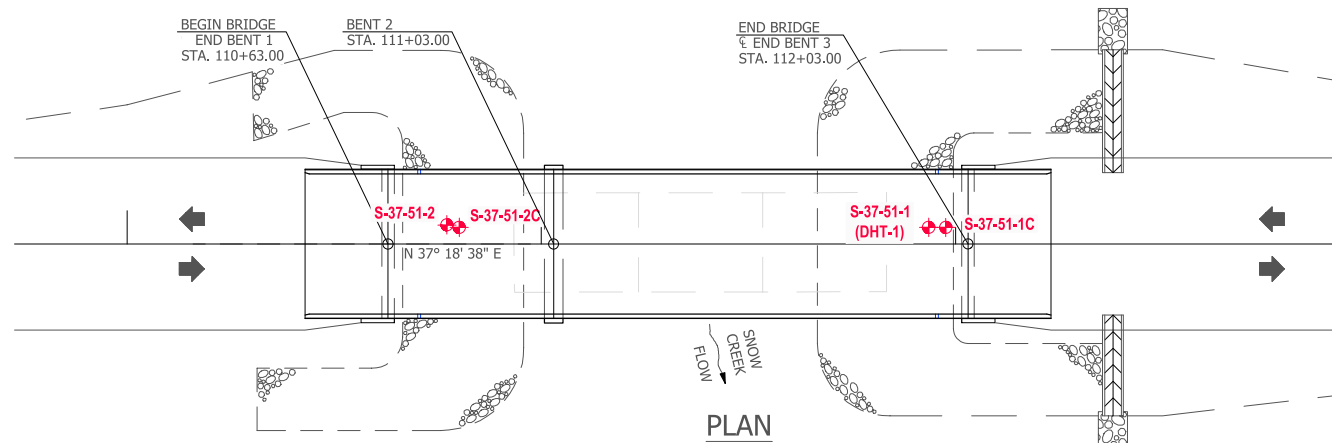 BEGIN BRIDGE
END BENT 1
STA. 110+63.00
BENT 2
STA. 111+03.00
END BRIDGE
℄ END BENT 3
STA. 112+03.00
S-37-51-2
S-37-51-2C
S-37-51-1
(DHT-1)
S-37-51-1C
N 37° 18' 38" E
SNOW
CREEK
FLOW
PLAN